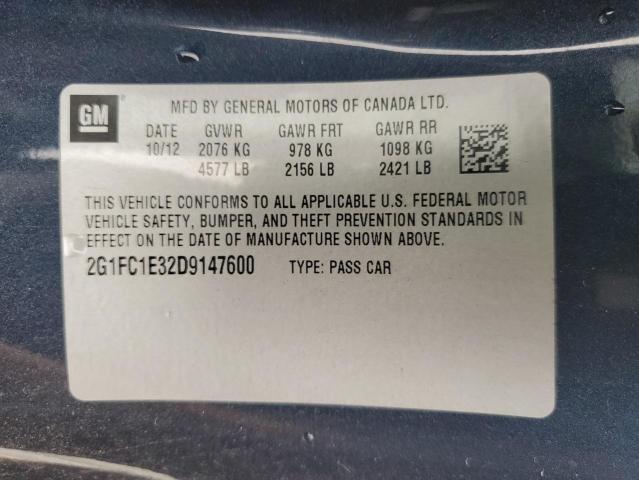 GM
MFD BY GENERAL MOTORS OF CANADA LTD.
DATE GVWR GAWR FRT GAWR RR
10/12 2076 KG 978 KG 1098 KG
4577 LB 2156 LB 2421 LB
THIS VEHICLE CONFORMS TO ALL APPLICABLE U.S. FEDERAL MOTOR
VEHICLE SAFETY, BUMPER, AND THEFT PREVENTION STANDARDS IN
EFFECT ON THE DATE OF MANUFACTURE SHOWN ABOVE.
2G1FC1E32D9147600 TYPE: PASS CAR